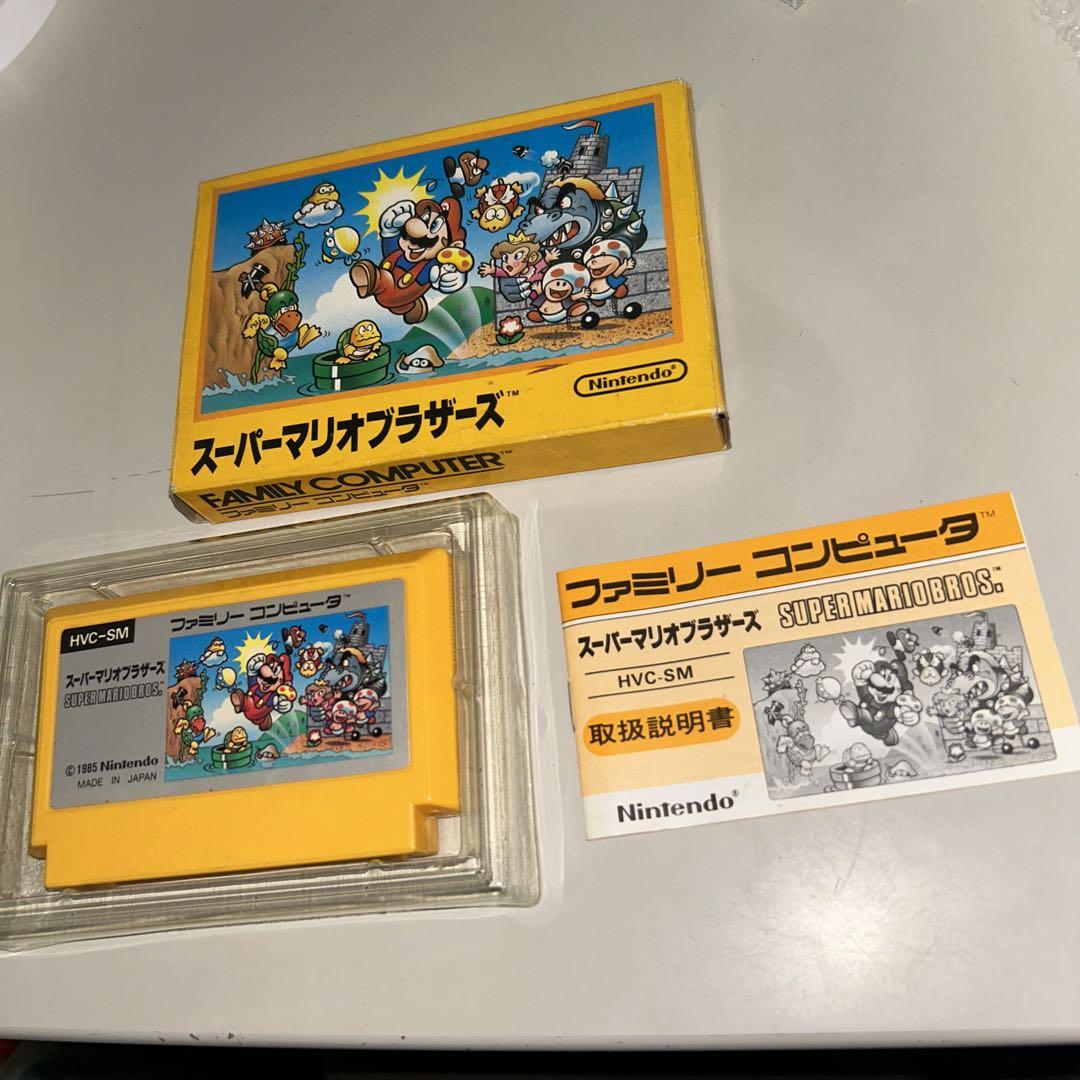 Nintendo®
スーパーマリオブラザーズ™
FAMILY COMPUTER™
ファミリー コンピュータ™
HVC-SM
ファミリー コンピュータ™
スーパーマリオブラザーズ
SUPER MARIO BROS.™
©1985 Nintendo
MADE IN JAPAN
ファミリー コンピュータ™
スーパーマリオブラザーズ
SUPER MARIO BROS.™
HVC-SM
取扱説明書
Nintendo®